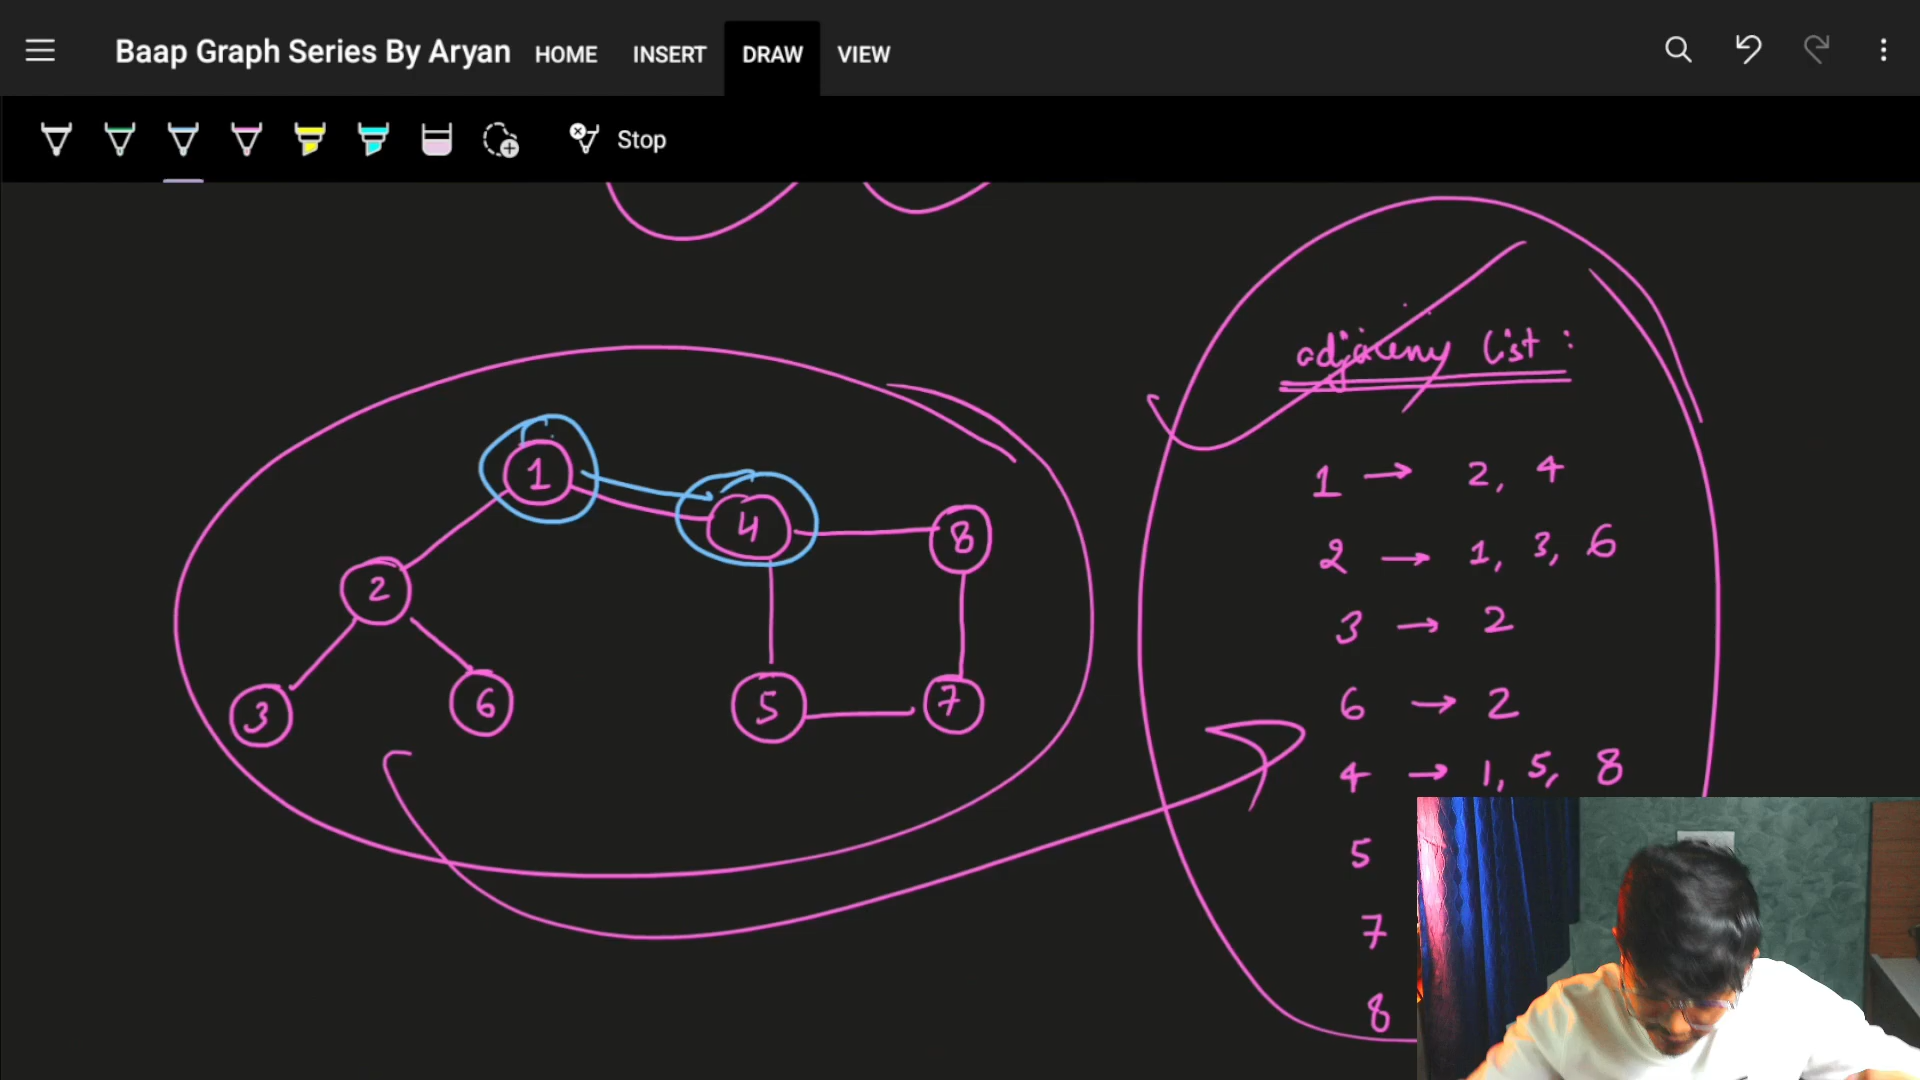 Baap Graph Series By Aryan HOME INSERT DRAW VIEW
Stop
adjaceny list :
1 → 2, 4
2 → 1, 3, 6
3 → 2
6 → 2
4 → 1, 5, 8
5
7
8
1
4
8
2
3
6
5
7